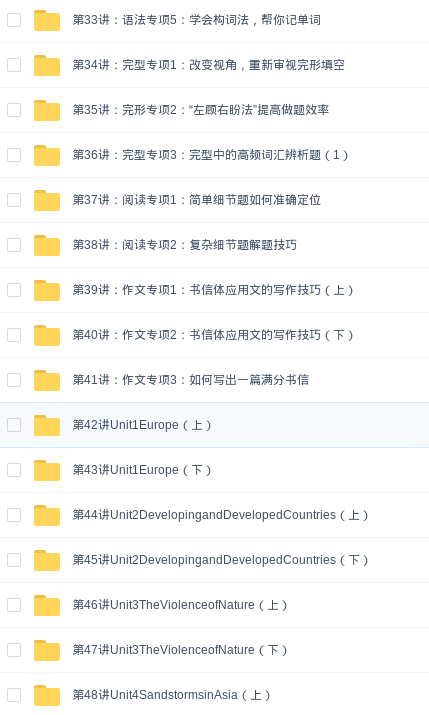 第33讲：语法专项5：学会构词法，帮你记单词
第34讲：完型专项1：改变视角，重新审视完形填空
第35讲：完形专项2：“左顾右盼法”提高做题效率
第36讲：完型专项3：完型中的高频词汇辨析题（1）
第37讲：阅读专项1：简单细节题如何准确定位
第38讲：阅读专项2：复杂细节题解题技巧
第39讲：作文专项1：书信体应用文的写作技巧（上）
第40讲：作文专项2：书信体应用文的写作技巧（下）
第41讲：作文专项3：如何写出一篇满分书信
第42讲Unit1Europe（上）
第43讲Unit1Europe（下）
第44讲Unit2DevelopingandDevelopedCountries（上）
第45讲Unit2DevelopingandDevelopedCountries（下）
第46讲Unit3TheViolenceofNature（上）
第47讲Unit3TheViolenceofNature（下）
第48讲Unit4SandstormsinAsia（上）